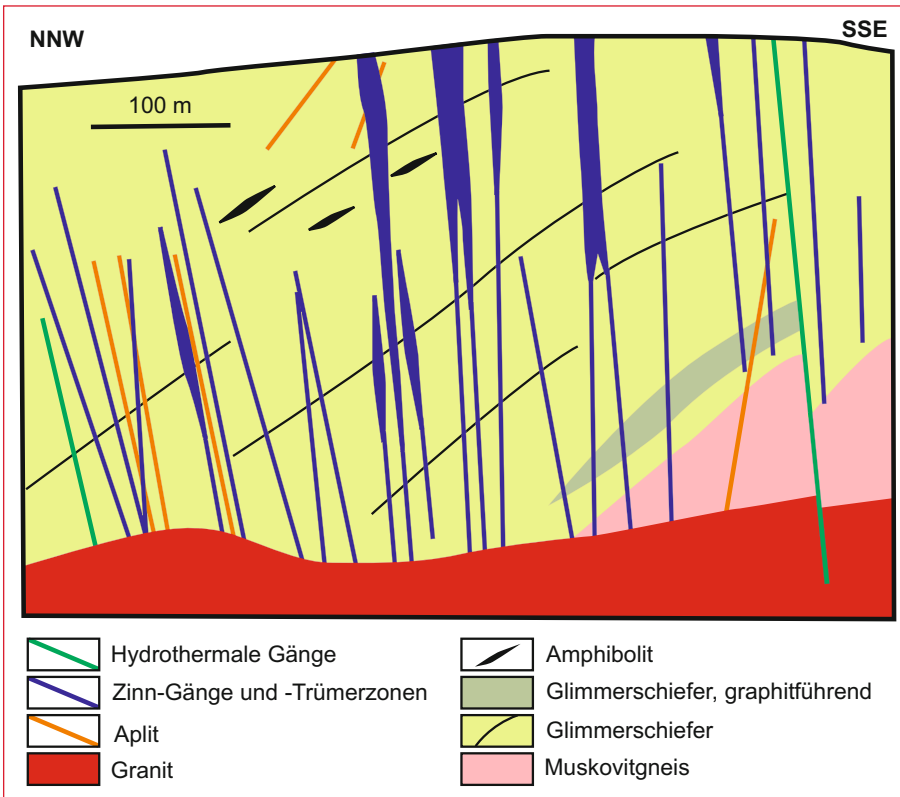 NNW
SSE
100 m
Hydrothermale Gänge
Zinn-Gänge und -Trümerzonen
Aplit
Granit
Amphibolit
Glimmerschiefer, graphitführend
Glimmerschiefer
Muskovitgneis